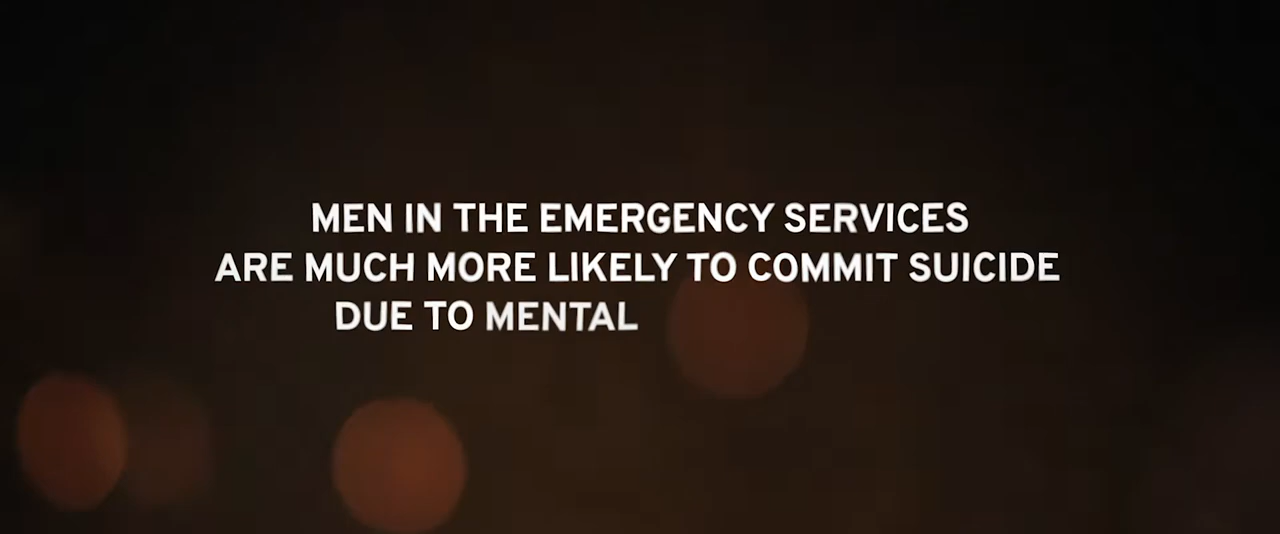 MEN IN THE EMERGENCY SERVICES
ARE MUCH MORE LIKELY TO COMMIT SUICIDE
DUE TO MENTAL